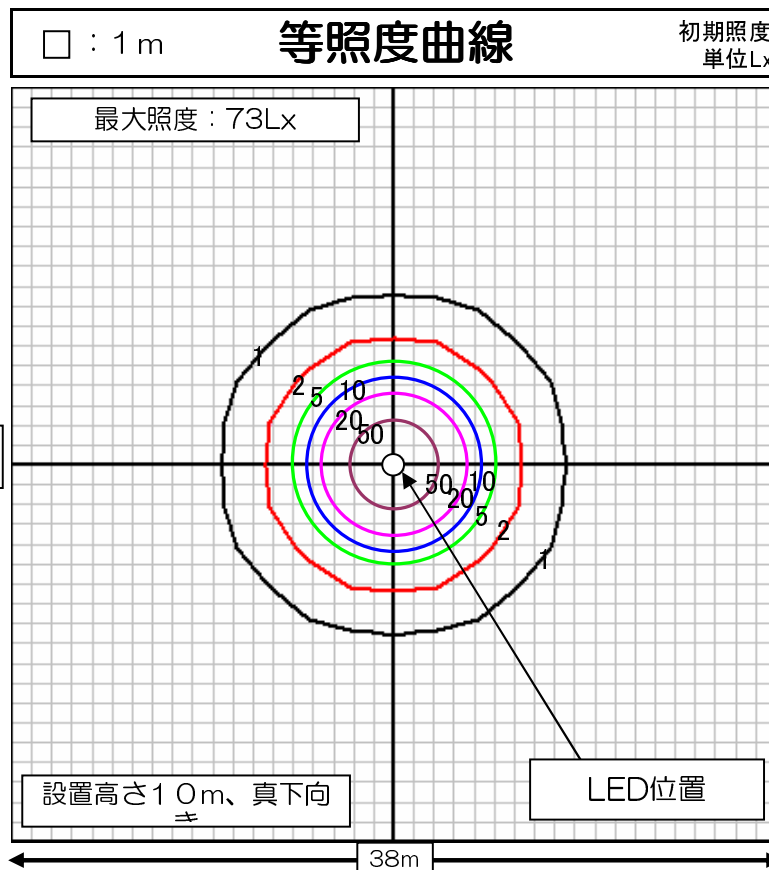 □：1ｍ
等照度曲線
初期照度
単位Lx
最大照度：73Lx
1
2
5
10
20
50
50
10
20
5
2
1
設置高さ１０ｍ、真下向
き
LED位置
38m